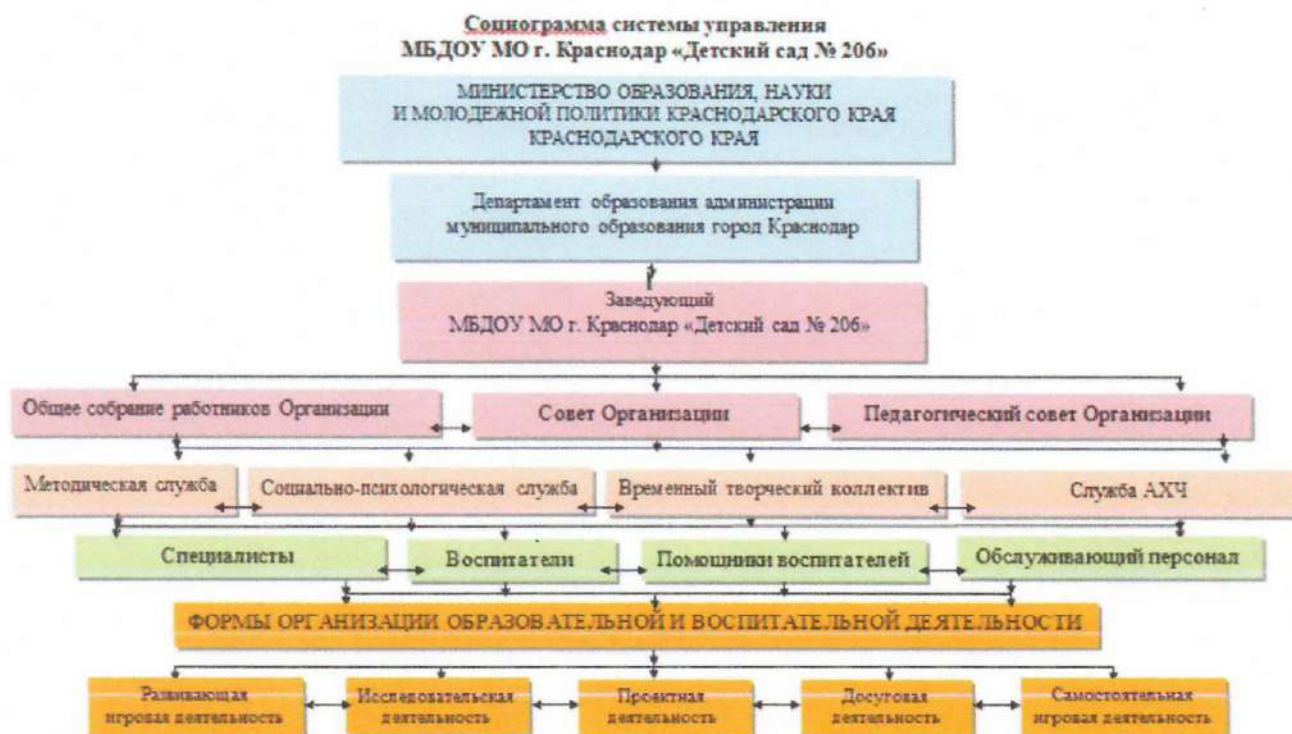 Социограмма системы управления
МБДОУ МО г. Краснодар «Детский сад № 206»
МИНИСТЕРСТВО ОБРАЗОВАНИЯ, НАУКИ
И МОЛОДЕЖНОЙ ПОЛИТИКИ КРАСНОДАРСКОГО КРАЯ
КРАСНОДАРСКОГО КРАЯ
Департамент образования администрации
муниципального образования город Краснодар
Заведующий
МБДОУ МО г. Краснодар «Детский сад № 206»
Общее собрание работников Организации
Совет Организации
Педагогический совет Организации
Методическая служба
Социально-психологическая служба
Временный творческий коллектив
Служба АХЧ
Специалисты
Воспитатели
Помощники воспитателей
Обслуживающий персонал
ФОРМЫ ОРГАНИЗАЦИИ ОБРАЗОВАТЕЛЬНОЙ И ВОСПИТАТЕЛЬНОЙ ДЕЯТЕЛЬНОСТИ
Развивающая
игровая деятельность
Исследовательская
деятельность
Проектная
деятельность
Досуговая
деятельность
Самостоятельная
игровая деятельность